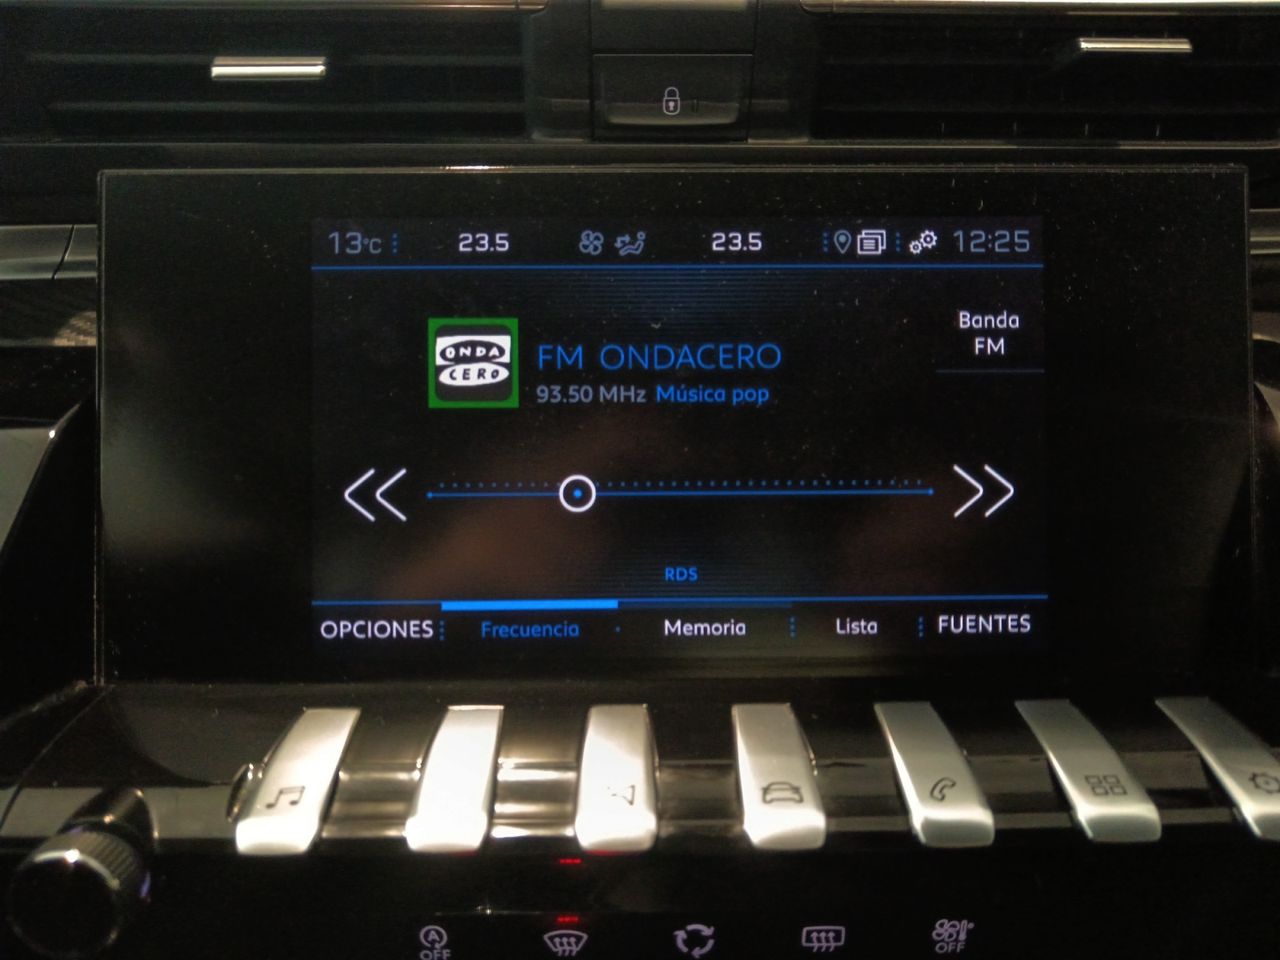 13°C 23.5 23.5 12:25
Banda
FM
ONDA
CERO
FM ONDACERO
93.50 MHz Música pop
RDS
OPCIONES Frecuencia Memoria Lista FUENTES
A
OFF
OFF